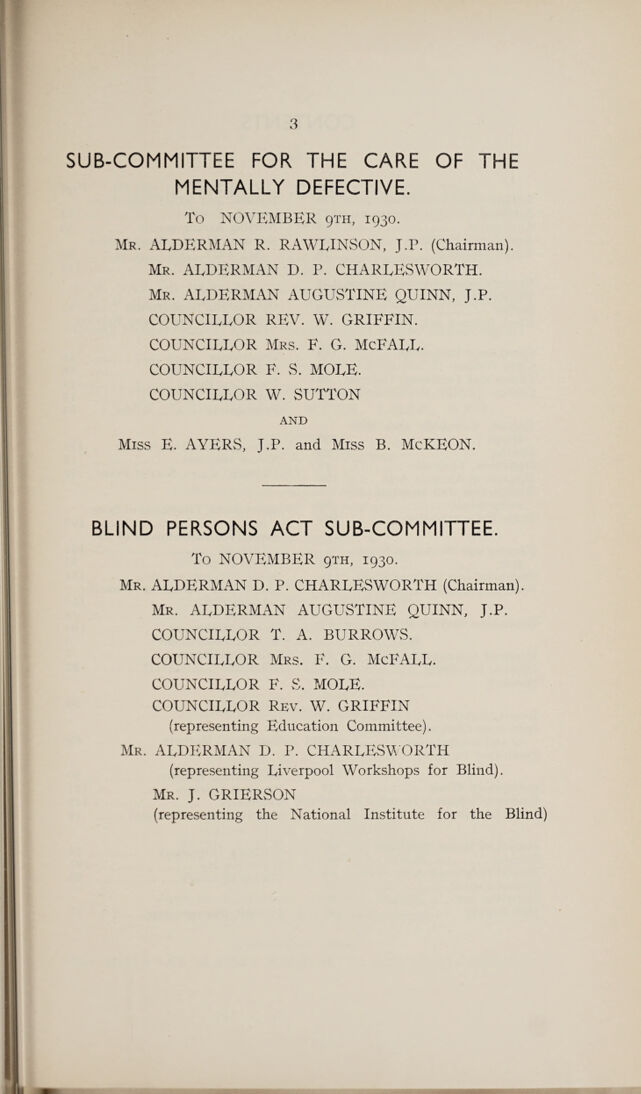 3
SUB-COMMITTEE FOR THE CARE OF THE
MENTALLY DEFECTIVE.
To NOVEMBER 9TH, 1930.
MR. ALDERMAN R. RAWLINSON, J.P. (Chairman).
MR. ALDERMAN D. P. CHARLESWORTH.
MR. ALDERMAN AUGUSTINE QUINN, J.P.
COUNCILLOR REV. W. GRIFFIN.
COUNCILLOR MRS. F. G. McFALL.
COUNCILLOR F. S. MOLE.
COUNCILLOR W. SUTTON
AND
MISS E. AYERS, J.P. and MISS B. McKEON.
BLIND PERSONS ACT SUB-COMMITTEE.
To NOVEMBER 9TH, 1930.
MR. ALDERMAN D. P. CHARLESWORTH (Chairman).
MR. ALDERMAN AUGUSTINE QUINN, J.P.
COUNCILLOR T. A. BURROWS.
COUNCILLOR MRS. F. G. McFALL.
COUNCILLOR F. S. MOLE.
COUNCILLOR REV. W. GRIFFIN
(representing Education Committee).
MR. ALDERMAN D. P. CHARLESWORTH
(representing Liverpool Workshops for Blind).
MR. J. GRIERSON
(representing the National Institute for the Blind)